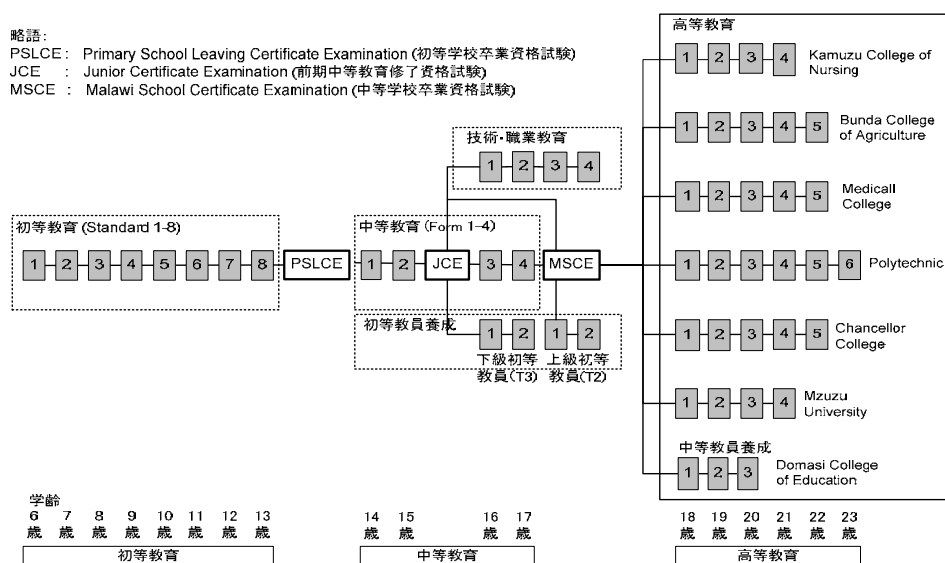 略語:
PSLCE: Primary School Leaving Certificate Examination (初等学校卒業資格試験)
JCE : Junior Certificate Examination (前期中等教育修了資格試験)
MSCE : Malawi School Certificate Examination (中等学校卒業資格試験)
技術・職業教育
1 2 3 4
初等教育 (Standard 1-8)
1 2 3 4 5 6 7 8
PSLCE
中等教育 (Form 1-4)
1 2 JCE 3 4
MSCE
初等教員養成
1 2 1 2
下級初等
教員(T3)
上級初等
教員(T2)
高等教育
1 2 3 4
Kamuzu College of
Nursing
1 2 3 4 5
Bunda College
of Agriculture
1 2 3 4 5
Medicall
College
1 2 3 4 5 6
Polytechnic
1 2 3 4 5
Chancellor
College
1 2 3 4
Mzuzu
University
中等教員養成
1 2 3
Domasi College
of Education
学齢
6 7 8 9 10 11 12 13 14 15 16 17 18 19 20 21 22 23
歳 歳 歳 歳 歳 歳 歳 歳 歳 歳 歳 歳 歳 歳 歳 歳 歳 歳
初等教育 中等教育 高等教育